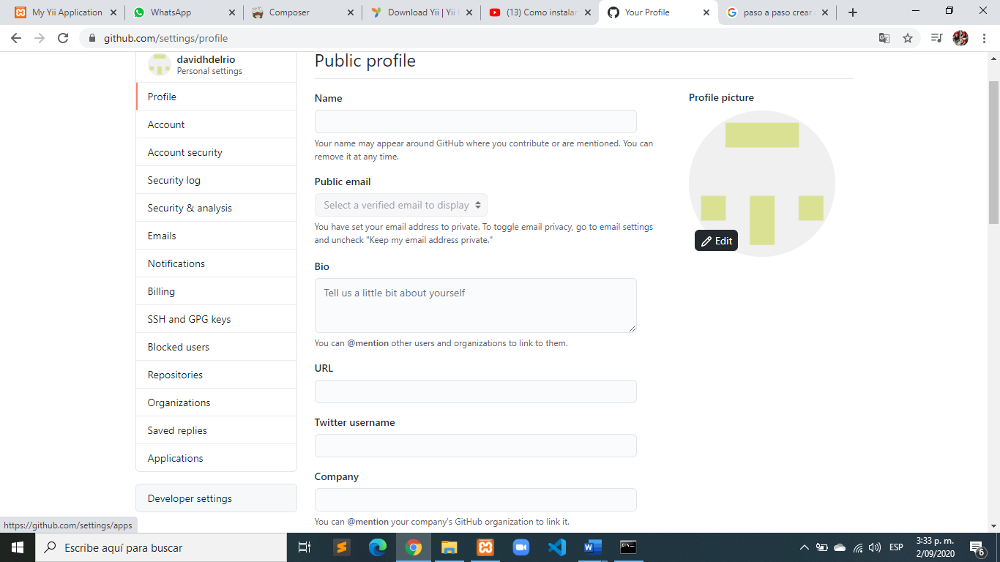 My Yii Application
WhatsApp
Composer
Download Yii | Yii
(13) Como instalar
Your Profile
paso a paso crear
github.com/settings/profile
davidhdelrio
Personal settings
Profile
Account
Account security
Security log
Security & analysis
Emails
Notifications
Billing
SSH and GPG keys
Blocked users
Repositories
Organizations
Saved replies
Applications
Developer settings
Public profile
Name
Your name may appear around GitHub where you contribute or are mentioned. You can
remove it at any time.
Public email
Select a verified email to display
You have set your email address to private. To toggle email privacy, go to email settings
and uncheck "Keep my email address private."
Bio
Tell us a little bit about yourself
You can @mention other users and organizations to link to them.
URL
Twitter username
Company
You can @mention your company's GitHub organization to link it.
Profile picture
Edit
https://github.com/settings/apps
Escribe aquí para buscar
ESP
3:33 p. m.
2/09/2020
6